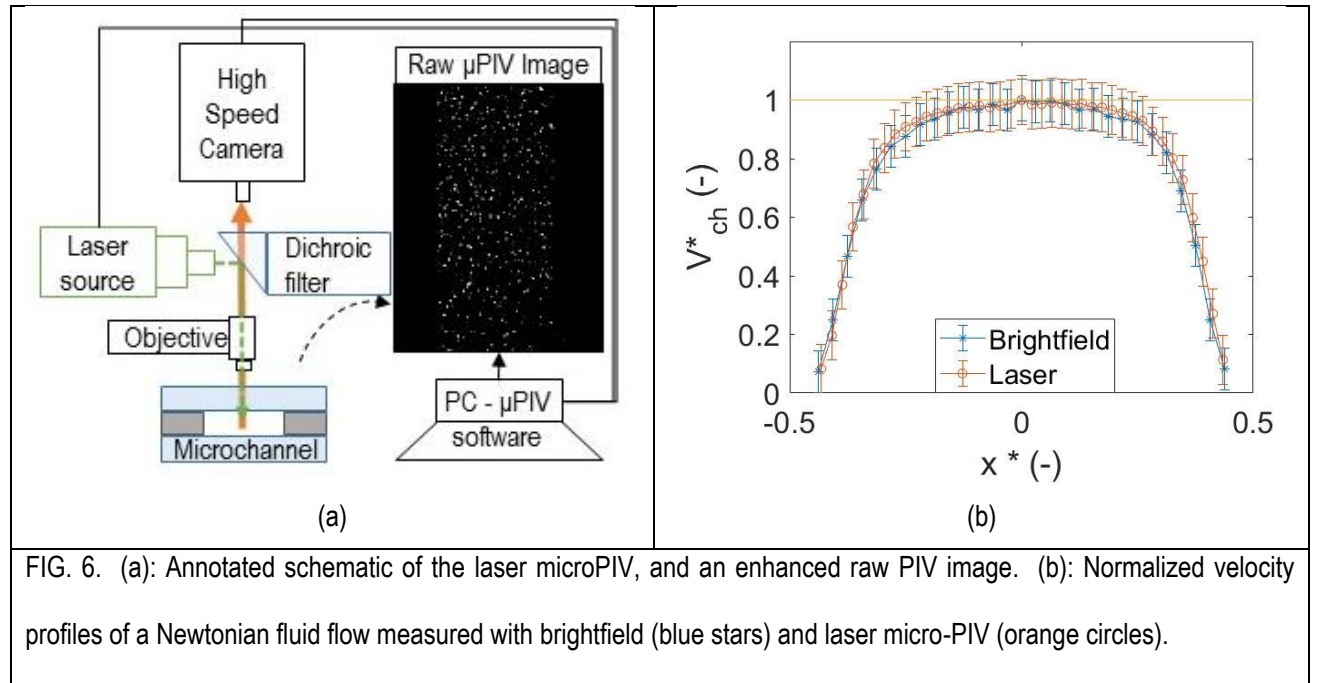 High
Speed
Camera
Raw µPIV Image
Laser
source
Dichroic
filter
Objective
Microchannel
PC - µPIV
software
(a)
V*ch (-)
1
0.8
0.6
0.4
0.2
0
-0.5
0
0.5
x * (-)
Brightfield
Laser
(b)
FIG. 6. (a): Annotated schematic of the laser microPIV, and an enhanced raw PIV image. (b): Normalized velocity
profiles of a Newtonian fluid flow measured with brightfield (blue stars) and laser micro-PIV (orange circles).